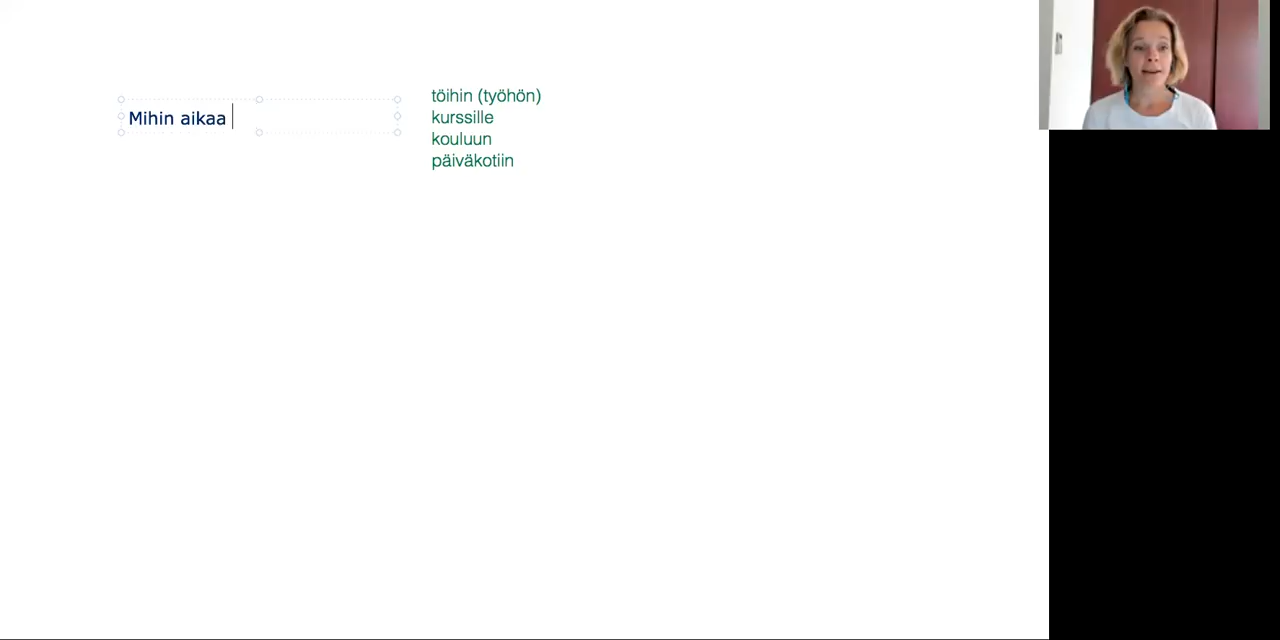 Mihin aikaa
töihin (työhön)
kurssille
kouluun
päiväkotiin